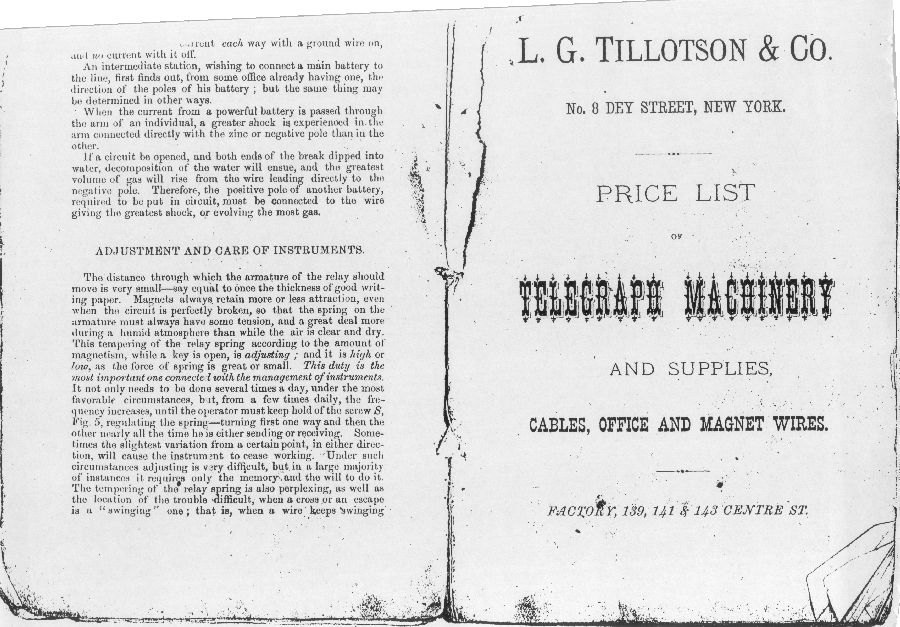 current each way with a ground wire on,
and no current with it off.
An intermediate station, wishing to connect a main battery to
the line, first finds out, from some office already having one, the
direction of the poles of his battery ; but the same thing may
be determined in other ways.
When the current from a powerful battery is passed through
the arm of an individual, a greater shock is experienced in the
arm connected directly with the zinc or negative pole than in the
other.
If a circuit be opened, and both ends of the break dipped into
water, decomposition of the water will ensue, and the greatest
volume of gas will rise from the wire leading directly to the
negative pole. Therefore, the positive pole of another battery,
required to be put in circuit, must be connected to the wire
giving the greatest shock, or evolving the most gas.
ADJUSTMENT AND CARE OF INSTRUMENTS.
The distance through which the armature of the relay should
move is very small—say equal to once the thickness of good writ-
ing paper. Magnets always retain more or less attraction, even
when the circuit is perfectly broken, so that the spring on the
armature must always have some tension, and a great deal more
during a humid atmosphere than while the air is clear and dry.
This tempering of the relay spring according to the amount of
magnetism, while a key is open, is adjusting ; and it is high or
low, as the force of spring is great or small. This duty is the
most important one connected with the management of instruments.
It not only needs to be done several times a day, under the most
favorable circumstances, but, from a few times daily, the fre-
quency increases, until the operator must keep hold of the screw S,
Fig. 5, regulating the spring—turning first one way and then the
other nearly all the time he is either sending or receiving. Some-
times the slightest variation from a certain point, in either direc-
tion, will cause the instrument to cease working. Under such
circumstances adjusting is very difficult, but in a large majority
of instances it requires only the memory and the will to do it.
The tempering of the relay spring is also perplexing, as well as
the location of the trouble difficult, when a cross or an escape
is a "swinging" one ; that is, when a wire keeps swinging
L. G. TILLOTSON & CO.
No. 8 DEY STREET, NEW YORK.
PRICE LIST
OF
TELEGRAPH MACHINERY
AND SUPPLIES,
CABLES, OFFICE AND MAGNET WIRES.
FACTORY, 139, 141 & 143 CENTRE ST.